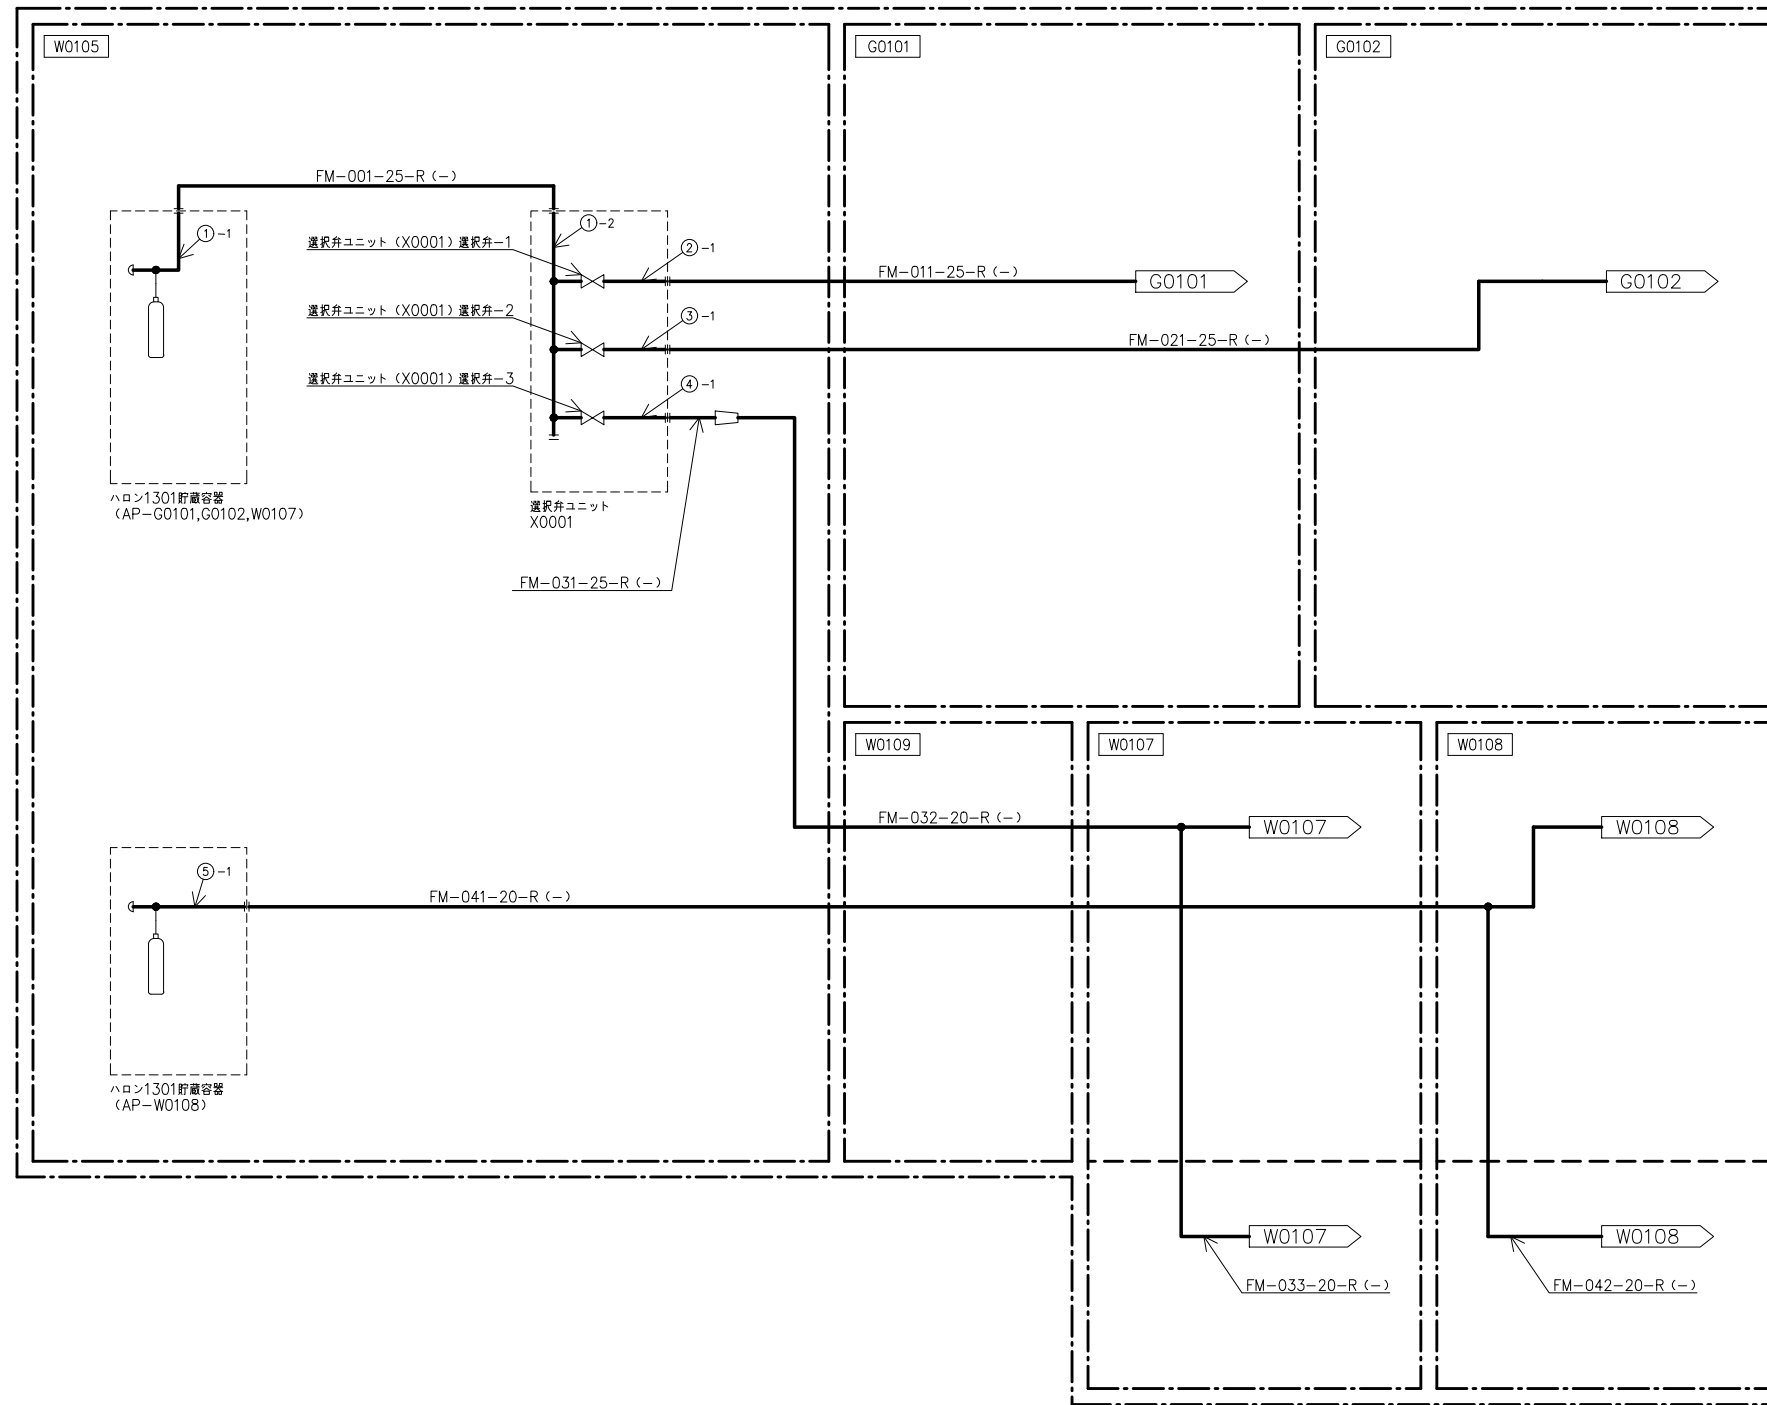 W0105
G0101
G0102
FM-001-25-R（-）
①-1
①-2
選択弁ユニット（X0001）選択弁-1
②-1
FM-011-25-R（-）
G0101
G0102
選択弁ユニット（X0001）選択弁-2
③-1
FM-021-25-R（-）
選択弁ユニット（X0001）選択弁-3
④-1
ハロン1301貯蔵容器
（AP-G0101,G0102,W0107）
選択弁ユニット
X0001
FM-031-25-R（-）
W0109
W0107
W0108
FM-032-20-R（-）
W0107
W0108
⑤-1
FM-041-20-R（-）
ハロン1301貯蔵容器
（AP-W0108）
W0107
W0108
FM-033-20-R（-）
FM-042-20-R（-）